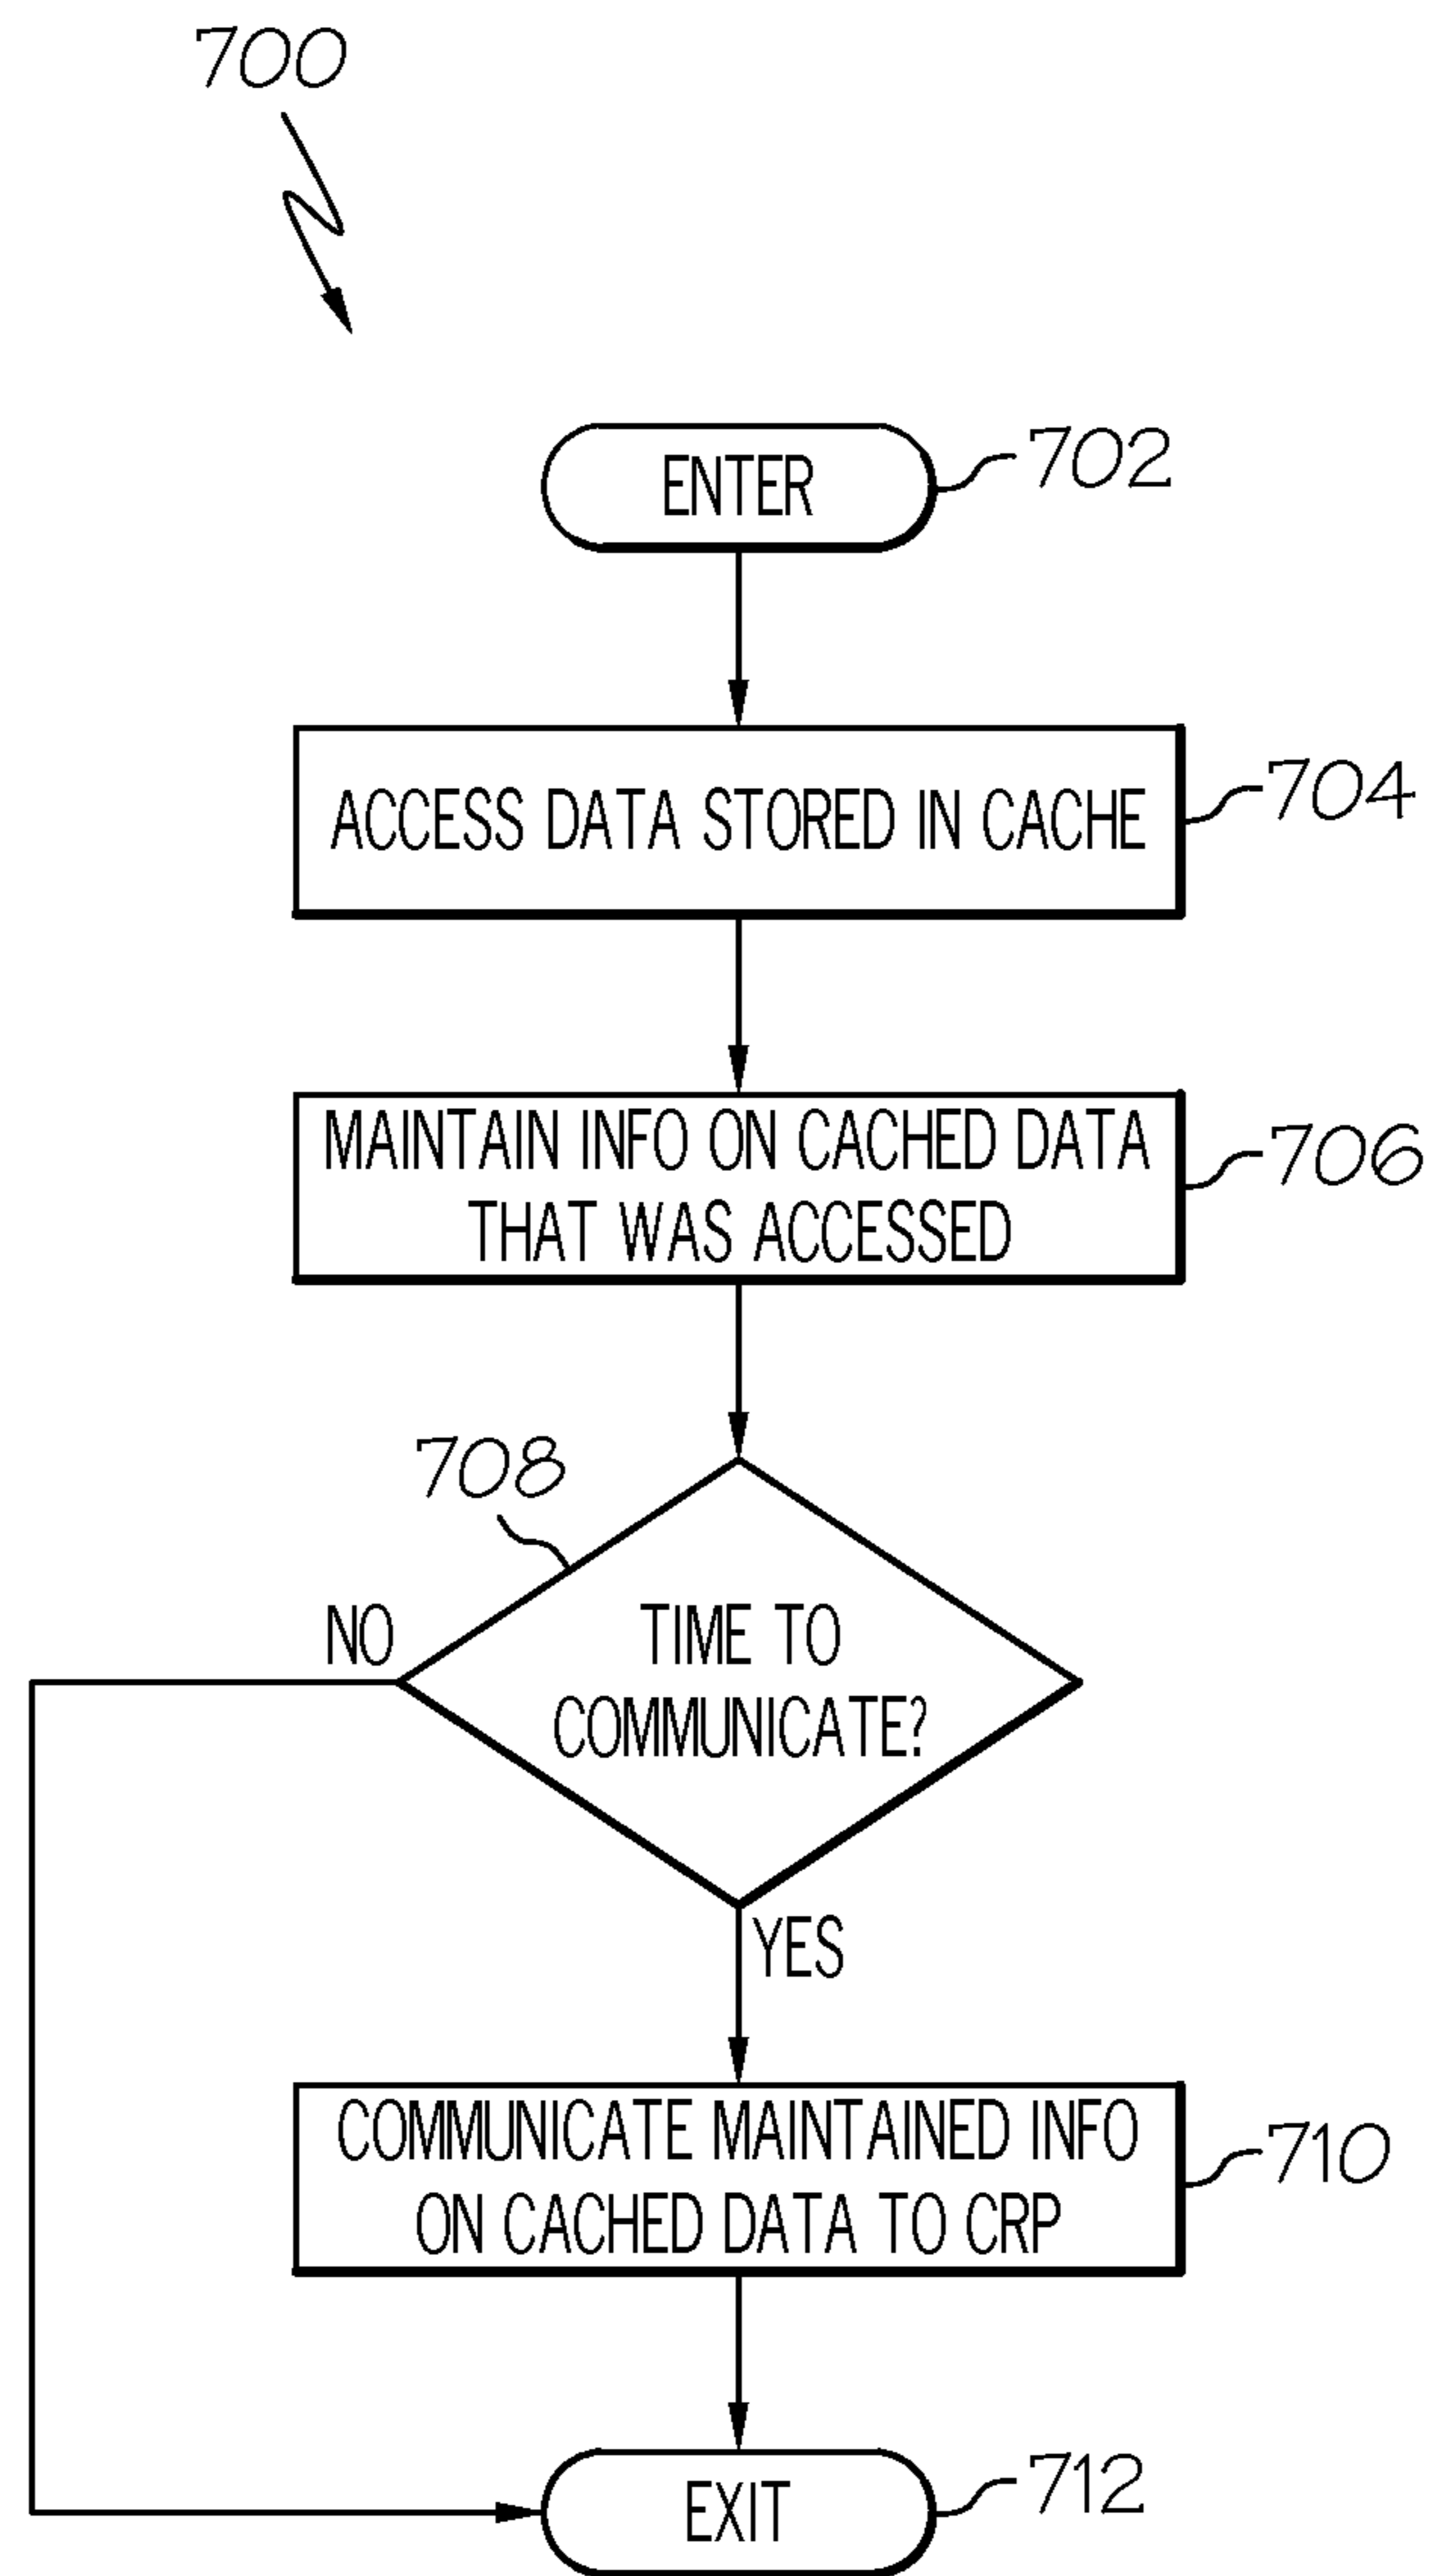 700
ENTER
702
ACCESS DATA STORED IN CACHE
704
MAINTAIN INFO ON CACHED DATA
THAT WAS ACCESSED
706
708
NO
TIME TO
COMMUNICATE?
YES
COMMUNICATE MAINTAINED INFO
ON CACHED DATA TO CRP
710
EXIT
712